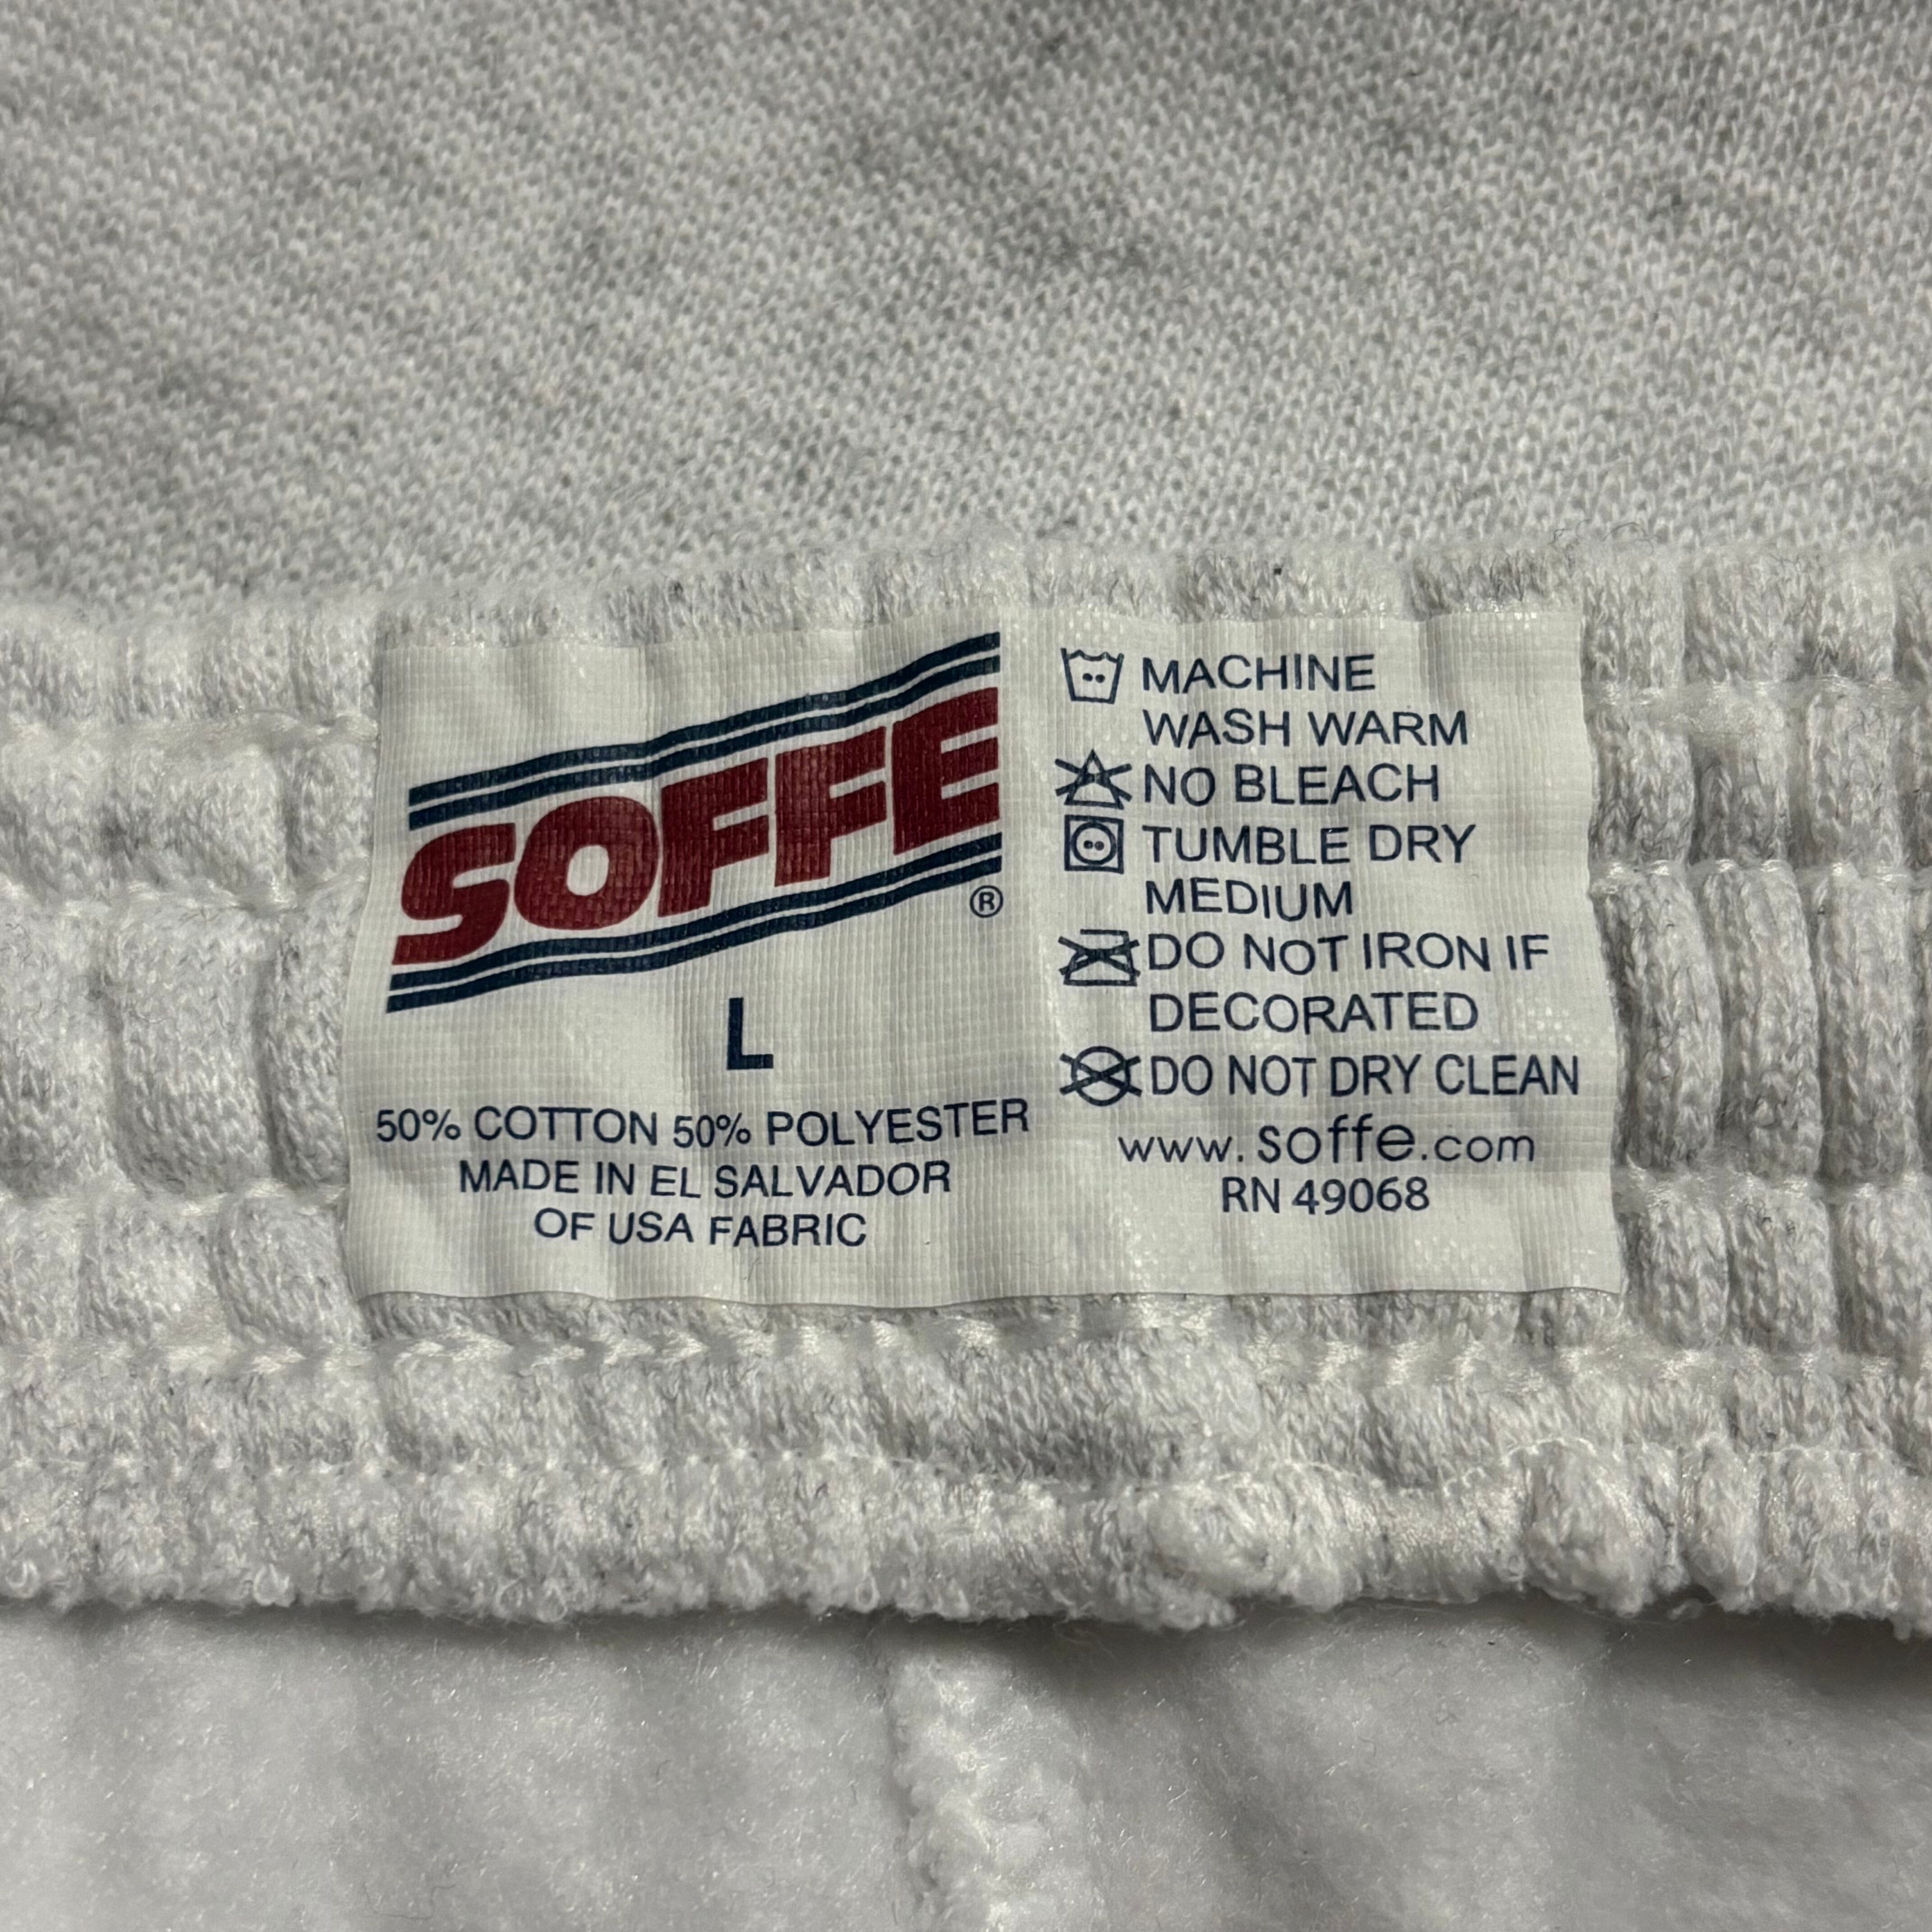 SOFFE
®
L
50% COTTON 50% POLYESTER
MADE IN EL SALVADOR
OF USA FABRIC
MACHINE
WASH WARM
NO BLEACH
TUMBLE DRY
MEDIUM
DO NOT IRON IF
DECORATED
DO NOT DRY CLEAN
www.soffe.com
RN 49068